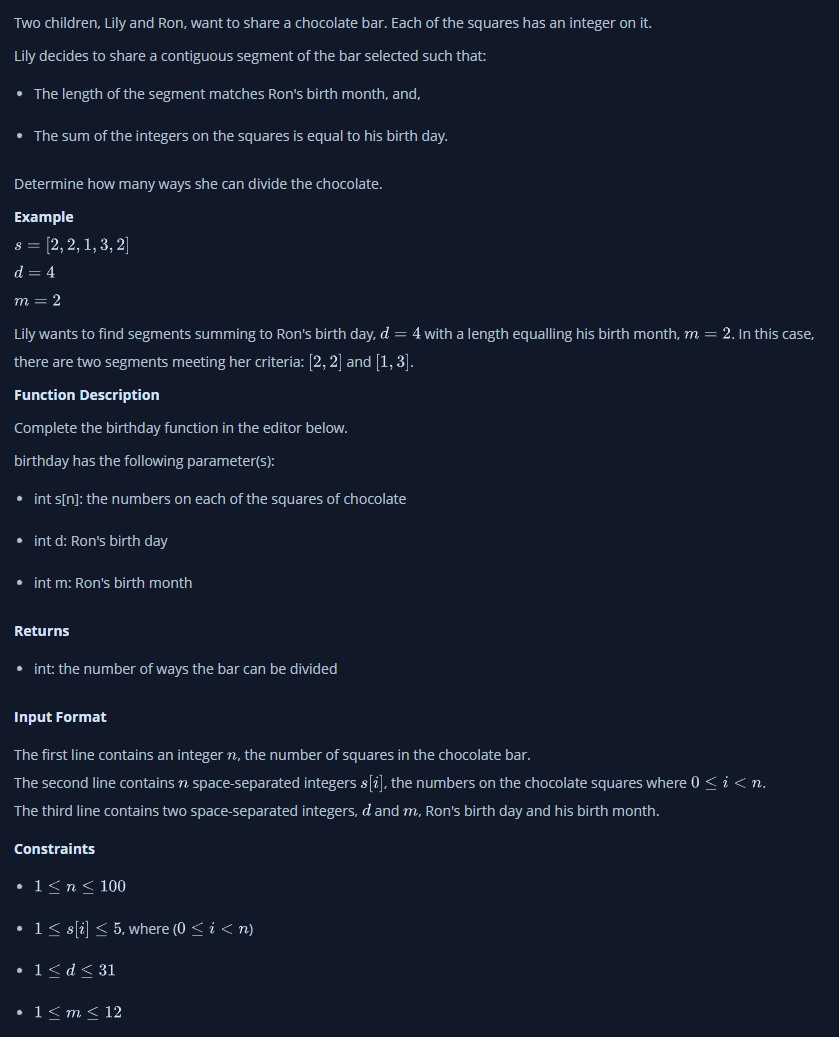 Two children, Lily and Ron, want to share a chocolate bar. Each of the squares has an integer on it.
Lily decides to share a contiguous segment of the bar selected such that:
• The length of the segment matches Ron's birth month, and,
• The sum of the integers on the squares is equal to his birth day.
Determine how many ways she can divide the chocolate.
Example
s = [2, 2, 1, 3, 2]
d = 4
m = 2
Lily wants to find segments summing to Ron's birth day, d = 4 with a length equalling his birth month, m = 2. In this case,
there are two segments meeting her criteria: [2, 2] and [1, 3].
Function Description
Complete the birthday function in the editor below.
birthday has the following parameter(s):
• int s[n]: the numbers on each of the squares of chocolate
• int d: Ron's birth day
• int m: Ron's birth month
Returns
• int: the number of ways the bar can be divided
Input Format
The first line contains an integer n, the number of squares in the chocolate bar.
The second line contains n space-separated integers s[i], the numbers on the chocolate squares where 0 ≤ i < n.
The third line contains two space-separated integers, d and m, Ron's birth day and his birth month.
Constraints
• 1 ≤ n ≤ 100
• 1 ≤ s[i] ≤ 5, where (0 ≤ i < n)
• 1 ≤ d ≤ 31
• 1 ≤ m ≤ 12